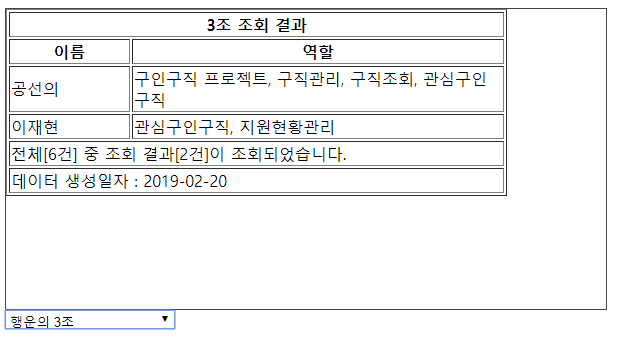 3조 조회 결과
이름 역할
공선의 구인구직 프로젝트, 구직관리, 구직조회, 관심구인
구직
이재현 관심구인구직, 지원현황관리
전체[6건] 중 조회 결과[2건]이 조회되었습니다.
데이터 생성일자 : 2019-02-20
행운의 3조